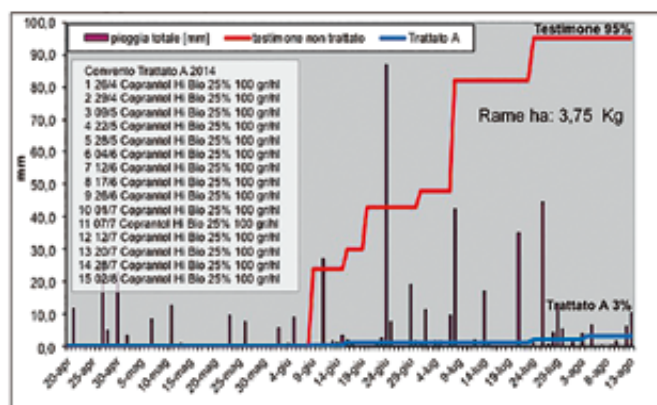 pioggia totale [mm] testimone non trattato Trattato A
Testimone 95%
100,0
90,0
80,0
70,0
60,0
50,0
40,0
30,0
20,0
10,0
0,0
mm
Convento Trattato A 2014
1 26/4 Coprantol Hi Bio 25% 100 gr/hl
2 29/4 Coprantol Hi Bio 25% 100 gr/hl
3 09/5 Coprantol Hi Bio 25% 100 gr/hl
4 22/5 Coprantol Hi Bio 25% 100 gr/hl
5 28/5 Coprantol Hi Bio 25% 100 gr/hl
6 04/6 Coprantol Hi Bio 25% 100 gr/hl
7 12/6 Coprantol Hi Bio 25% 100 gr/hl
8 17/6 Coprantol Hi Bio 25% 100 gr/hl
9 26/6 Coprantol Hi Bio 25% 100 gr/hl
10 01/7 Coprantol Hi Bio 25% 100 gr/hl
11 07/7 Coprantol Hi Bio 25% 100 gr/hl
12 12/7 Coprantol Hi Bio 25% 100 gr/hl
13 20/7 Coprantol Hi Bio 25% 100 gr/hl
14 28/7 Coprantol Hi Bio 25% 100 gr/hl
15 02/8 Coprantol Hi Bio 25% 100 gr/hl
Rame ha: 3,75 Kg
Trattato A 3%
20-apr 25-apr 30-apr 5-mag 10-mag 15-mag 20-mag 25-mag 30-mag 4-giu 9-giu 14-giu 19-giu 24-giu 29-giu 4-lug 9-lug 14-lug 19-lug 24-lug 29-lug 3-ago 8-ago 13-ago